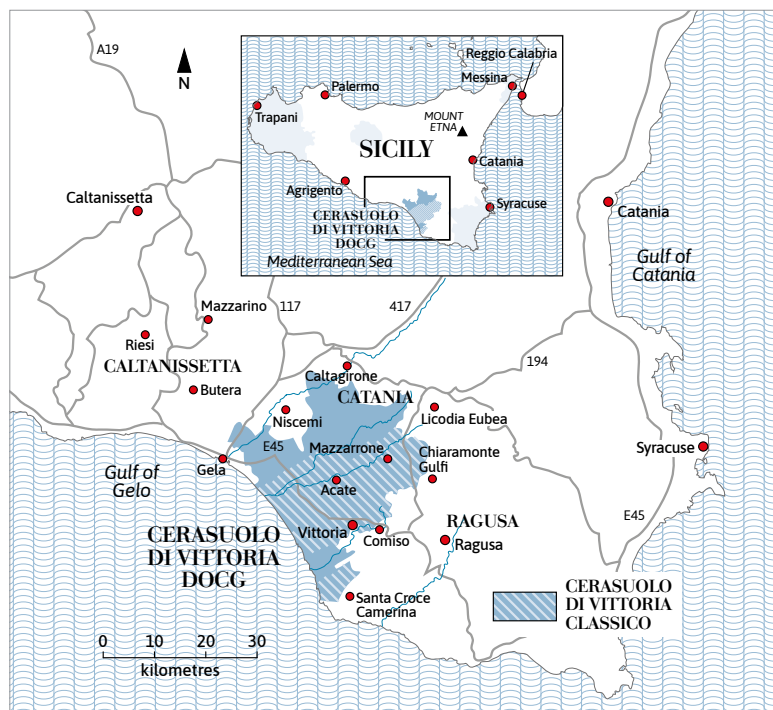 A19
N
Reggio Calabria
Messina
Palermo
Trapani
MOUNT
ETNA
SICILY
Catania
Agrigento
Syracuse
CERASUOLO
DI VITTORIA
DOCG
Mediterranean Sea
Caltanissetta
Catania
Gulf of
Catania
Mazzarino
117
417
Riesi
CALTANISSETTA
194
Butera
Caltagirone
CATANIA
Niscemi
Licodia Eubea
E45
Mazzarrone
Chiaramonte
Gulfi
Syracuse
Gela
Gulf of
Gelo
Acate
CERASUOLO
DI VITTORIA
DOCG
Vittoria
Comiso
RAGUSA
Ragusa
E45
Santa Croce
Camerina
CERASUOLO
DI VITTORIA
CLASSICO
0 10 20 30
kilometres